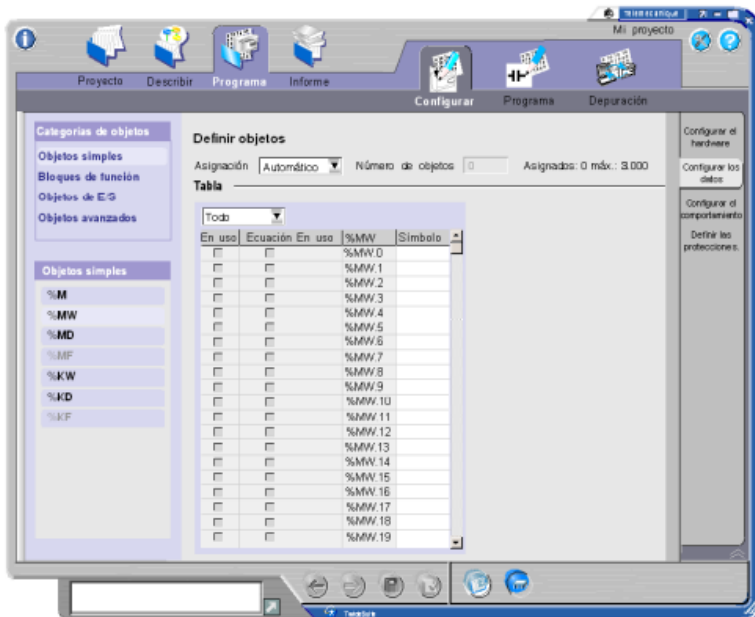 Telemecanique
Mi proyecto
Proyecto Describir Programa Informe
Configurar Programa Depuración
Categorías de objetos
Objetos simples
Bloques de función
Objetos de E/S
Objetos avanzados
Objetos simples
%M
%MW
%MD
%MF
%KW
%KD
%KF
Definir objetos
Asignación Automático Número de objetos 0 Asignados: 0 máx.: 3.000
Tabla
Todo
En uso Ecuación En uso %MW Símbolo
%MW.0
%MW.1
%MW.2
%MW.3
%MW.4
%MW.5
%MW.6
%MW.7
%MW.8
%MW.9
%MW.10
%MW.11
%MW.12
%MW.13
%MW.14
%MW.15
%MW.16
%MW.17
%MW.18
%MW.19
Configurar el
hardware
Configurar los
datos
Configurar el
comportamiento
Definir las
protecciones.
Twidosuite